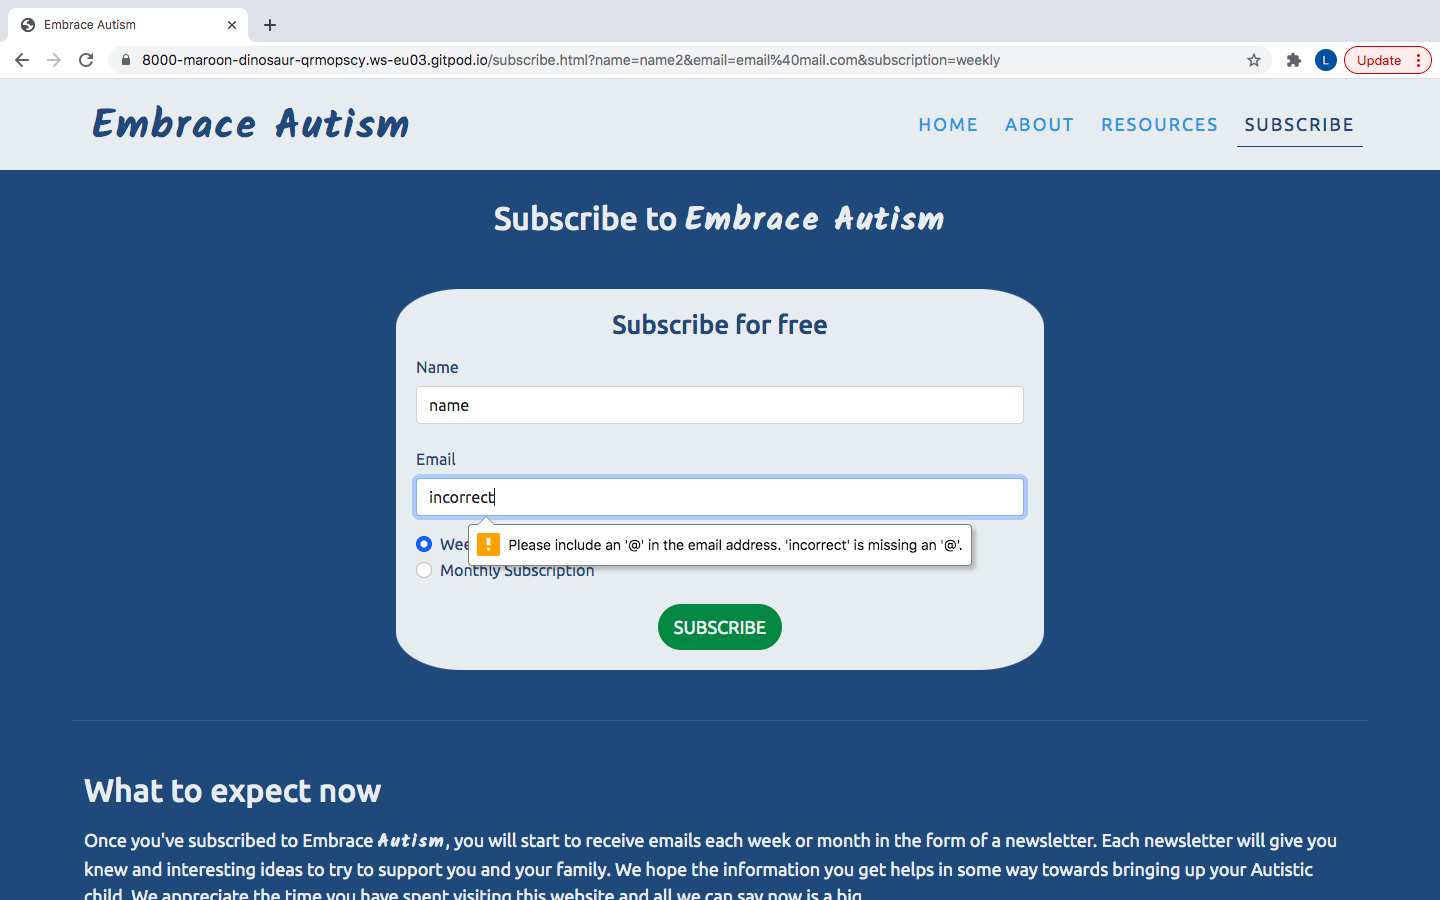 Embrace Autism
8000-maroon-dinosaur-qrmopscy.ws-eu03.gitpod.io/subscribe.html?name=name2&email=email%40mail.com&subscription=weekly
L
Update
Embrace Autism
HOME ABOUT RESOURCES SUBSCRIBE
Subscribe to Embrace Autism
Subscribe for free
Name
name
Email
incorrect
Please include an '@' in the email address. 'incorrect' is missing an '@'.
Monthly Subscription
SUBSCRIBE
What to expect now
Once you've subscribed to Embrace Autism, you will start to receive emails each week or month in the form of a newsletter. Each newsletter will give you
knew and interesting ideas to try to support you and your family. We hope the information you get helps in some way towards bringing up your Autistic
child. We appreciate the time you have spent visiting this website and all we can say now is a big